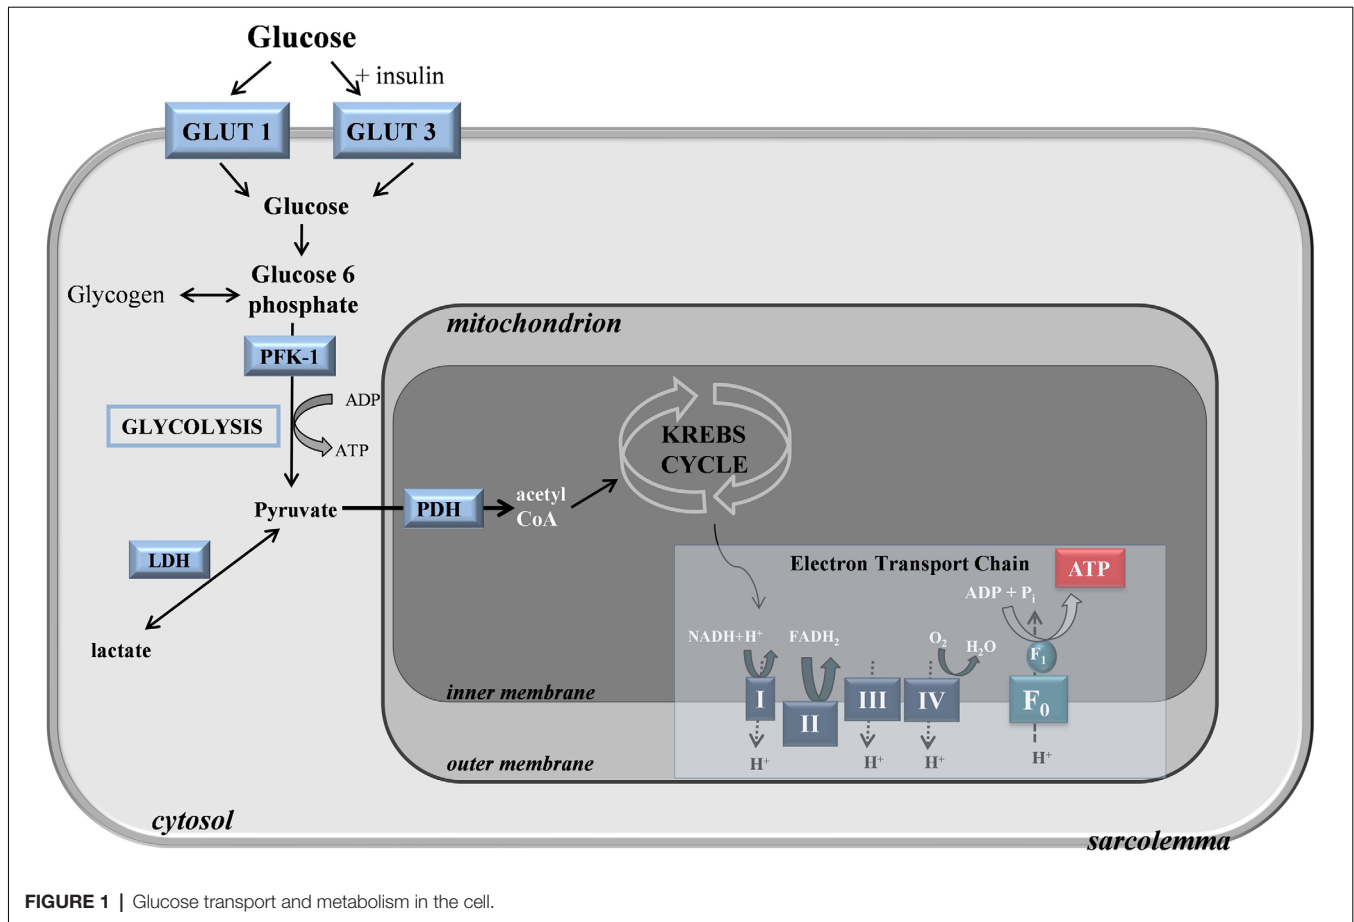 Glucose
+ insulin
GLUT 1
GLUT 3
Glucose
Glucose 6
phosphate
Glycogen
mitochondrion
PFK-1
ADP
GLYCOLYSIS
ATP
KREBS
CYCLE
Pyruvate
PDH
acetyl
CoA
LDH
lactate
Electron Transport Chain
ATP
ADP + Pi
NADH+H⁺
FADH₂
O₂
H₂O
F₁
inner membrane
I
II
III
IV
F₀
outer membrane
H⁺
H⁺
H⁺
H⁺
cytosol
sarcolemma
FIGURE 1 | Glucose transport and metabolism in the cell.